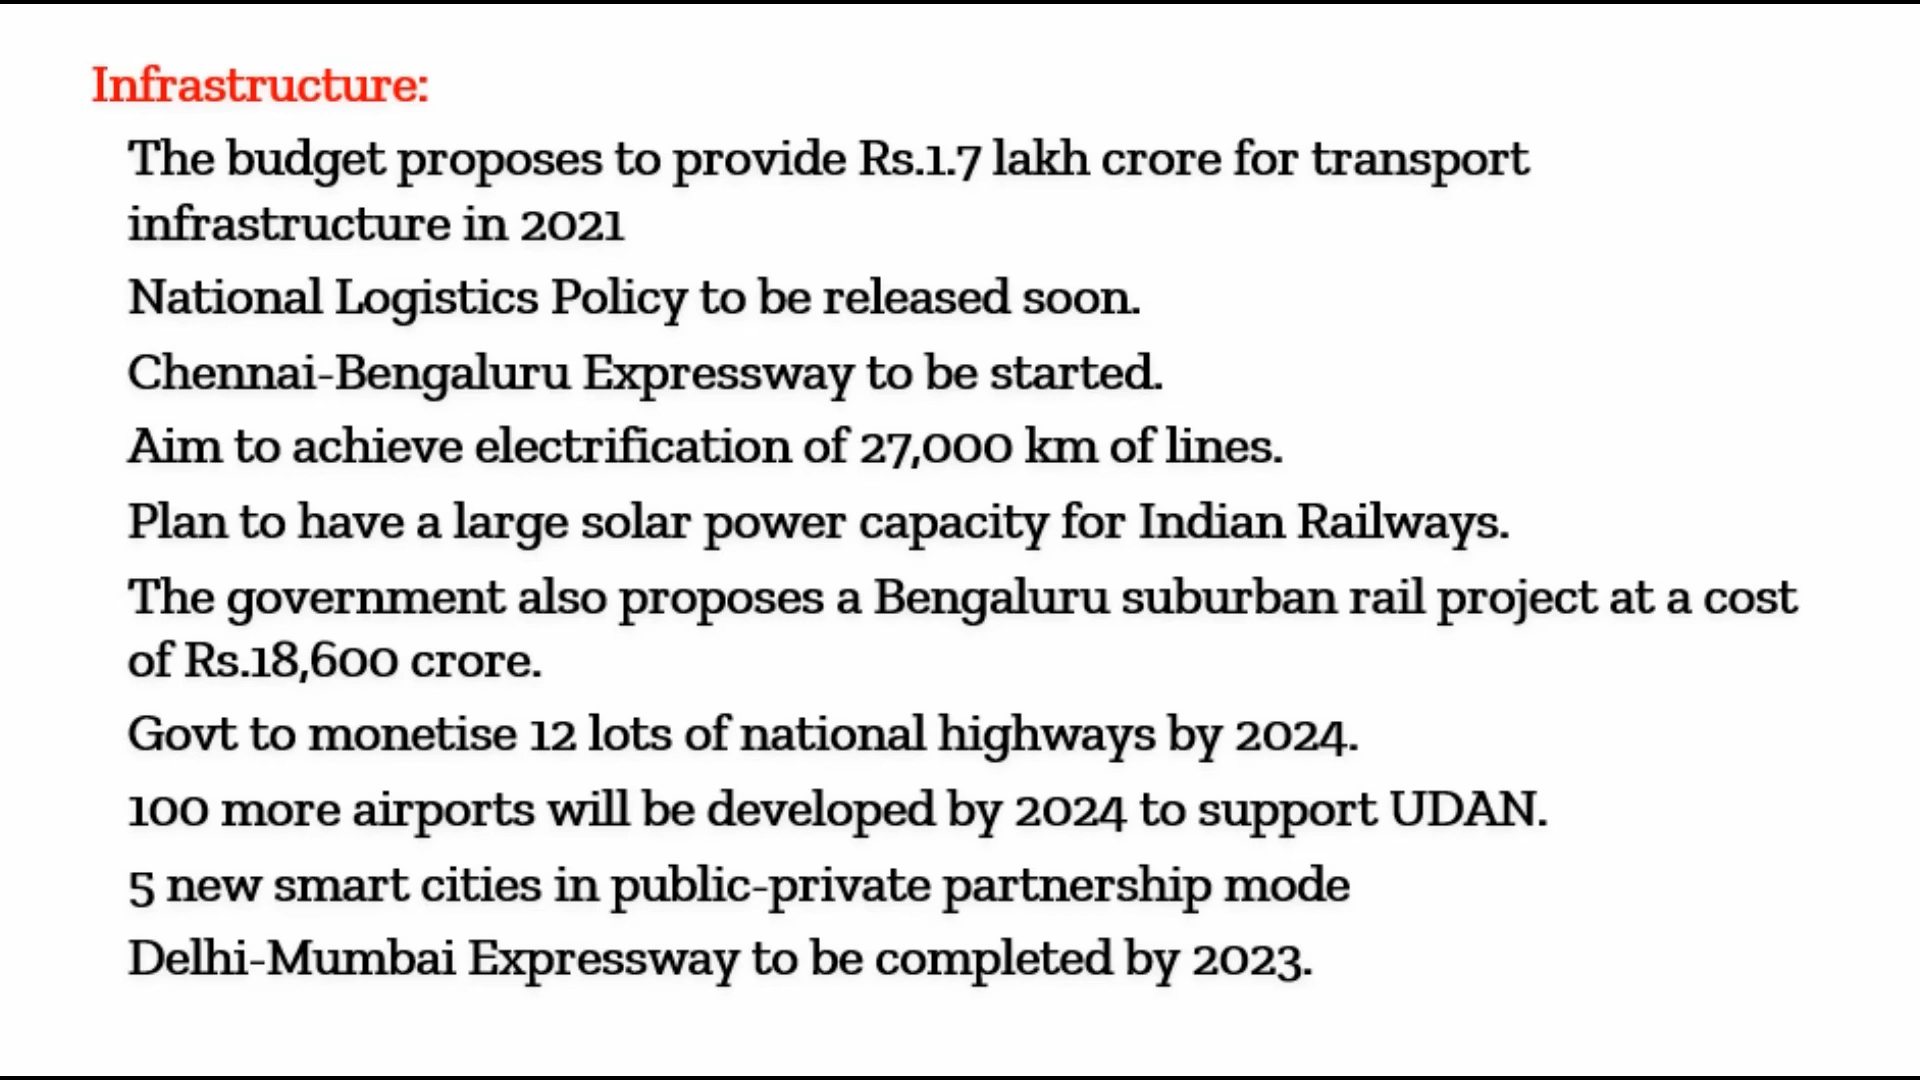 Infrastructure:
The budget proposes to provide Rs.1.7 lakh crore for transport
infrastructure in 2021
National Logistics Policy to be released soon.
Chennai-Bengaluru Expressway to be started.
Aim to achieve electrification of 27,000 km of lines.
Plan to have a large solar power capacity for Indian Railways.
The government also proposes a Bengaluru suburban rail project at a cost
of Rs.18,600 crore.
Govt to monetise 12 lots of national highways by 2024.
100 more airports will be developed by 2024 to support UDAN.
5 new smart cities in public-private partnership mode
Delhi-Mumbai Expressway to be completed by 2023.